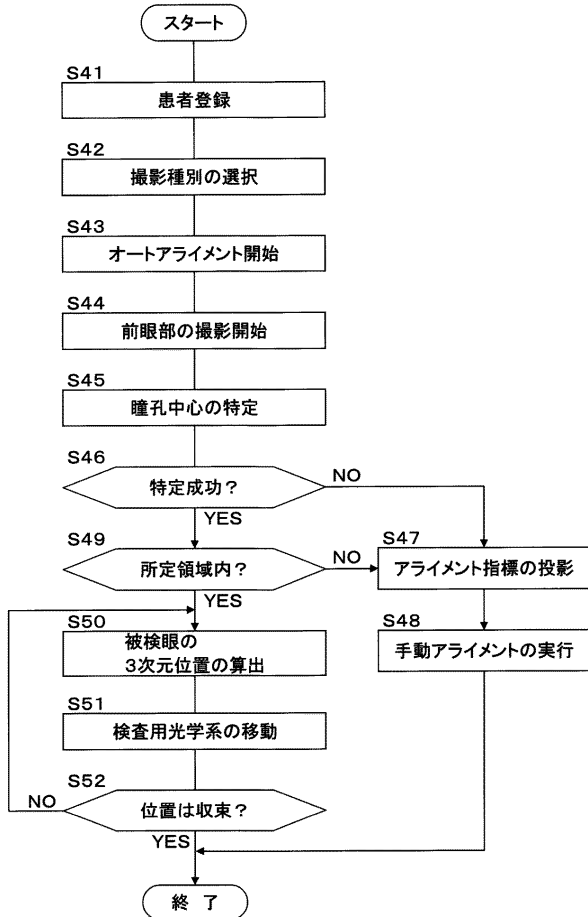 スタート
S41
患者登録
S42
撮影種別の選択
S43
オートアライメント開始
S44
前眼部の撮影開始
S45
瞳孔中心の特定
S46
特定成功？
NO
YES
S49
所定領域内？
NO
YES
S47
アライメント指標の投影
S48
手動アライメントの実行
S50
被検眼の
３次元位置の算出
S51
検査用光学系の移動
S52
位置は収束？
NO
YES
終 了